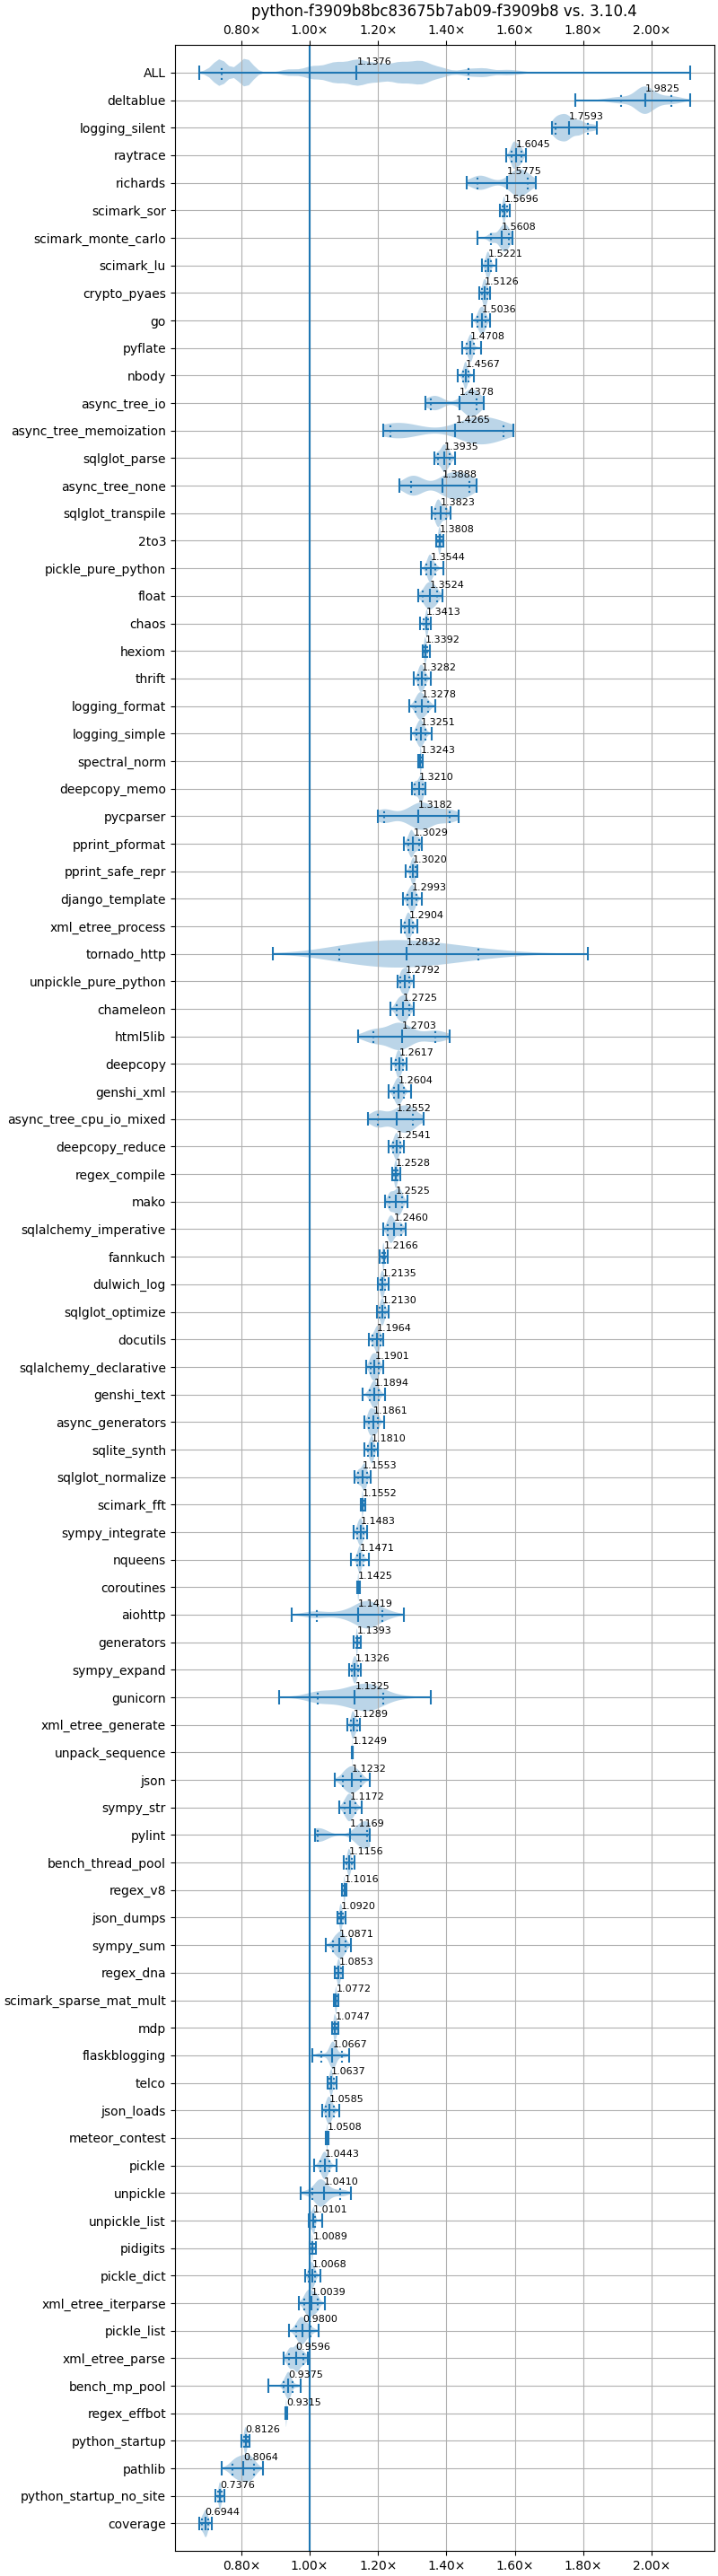 python-f3909b8bc83675b7ab09-f3909b8 vs. 3.10.4
0.80× 1.00× 1.20× 1.40× 1.60× 1.80× 2.00×
ALL 1.1376
deltablue 1.9825
logging_silent 1.7593
raytrace 1.6045
richards 1.5775
scimark_sor 1.5696
scimark_monte_carlo 1.5608
scimark_lu 1.5221
crypto_pyaes 1.5126
go 1.5036
pyflate 1.4708
nbody 1.4567
async_tree_io 1.4378
async_tree_memoization 1.4265
sqlglot_parse 1.3935
async_tree_none 1.3888
sqlglot_transpile 1.3823
2to3 1.3808
pickle_pure_python 1.3544
float 1.3524
chaos 1.3413
hexiom 1.3392
thrift 1.3282
logging_format 1.3278
logging_simple 1.3251
spectral_norm 1.3243
deepcopy_memo 1.3210
pycparser 1.3182
pprint_pformat 1.3029
pprint_safe_repr 1.3020
django_template 1.2993
xml_etree_process 1.2904
tornado_http 1.2832
unpickle_pure_python 1.2792
chameleon 1.2725
html5lib 1.2703
deepcopy 1.2617
genshi_xml 1.2604
async_tree_cpu_io_mixed 1.2552
deepcopy_reduce 1.2541
regex_compile 1.2528
mako 1.2525
sqlalchemy_imperative 1.2460
fannkuch 1.2166
dulwich_log 1.2135
sqlglot_optimize 1.2130
docutils 1.1964
sqlalchemy_declarative 1.1901
genshi_text 1.1894
async_generators 1.1861
sqlite_synth 1.1810
sqlglot_normalize 1.1553
scimark_fft 1.1552
sympy_integrate 1.1483
nqueens 1.1471
coroutines 1.1425
aiohttp 1.1419
generators 1.1393
sympy_expand 1.1326
gunicorn 1.1325
xml_etree_generate 1.1289
unpack_sequence 1.1249
json 1.1232
sympy_str 1.1172
pylint 1.1169
bench_thread_pool 1.1156
regex_v8 1.1016
json_dumps 1.0920
sympy_sum 1.0871
regex_dna 1.0853
scimark_sparse_mat_mult 1.0772
mdp 1.0747
flaskblogging 1.0667
telco 1.0637
json_loads 1.0585
meteor_contest 1.0508
pickle 1.0443
unpickle 1.0410
unpickle_list 1.0101
pidigits 1.0089
pickle_dict 1.0068
xml_etree_iterparse 1.0039
pickle_list 0.9800
xml_etree_parse 0.9596
bench_mp_pool 0.9375
regex_effbot 0.9315
python_startup 0.8126
pathlib 0.8064
python_startup_no_site 0.7376
coverage 0.6944
0.80× 1.00× 1.20× 1.40× 1.60× 1.80× 2.00×